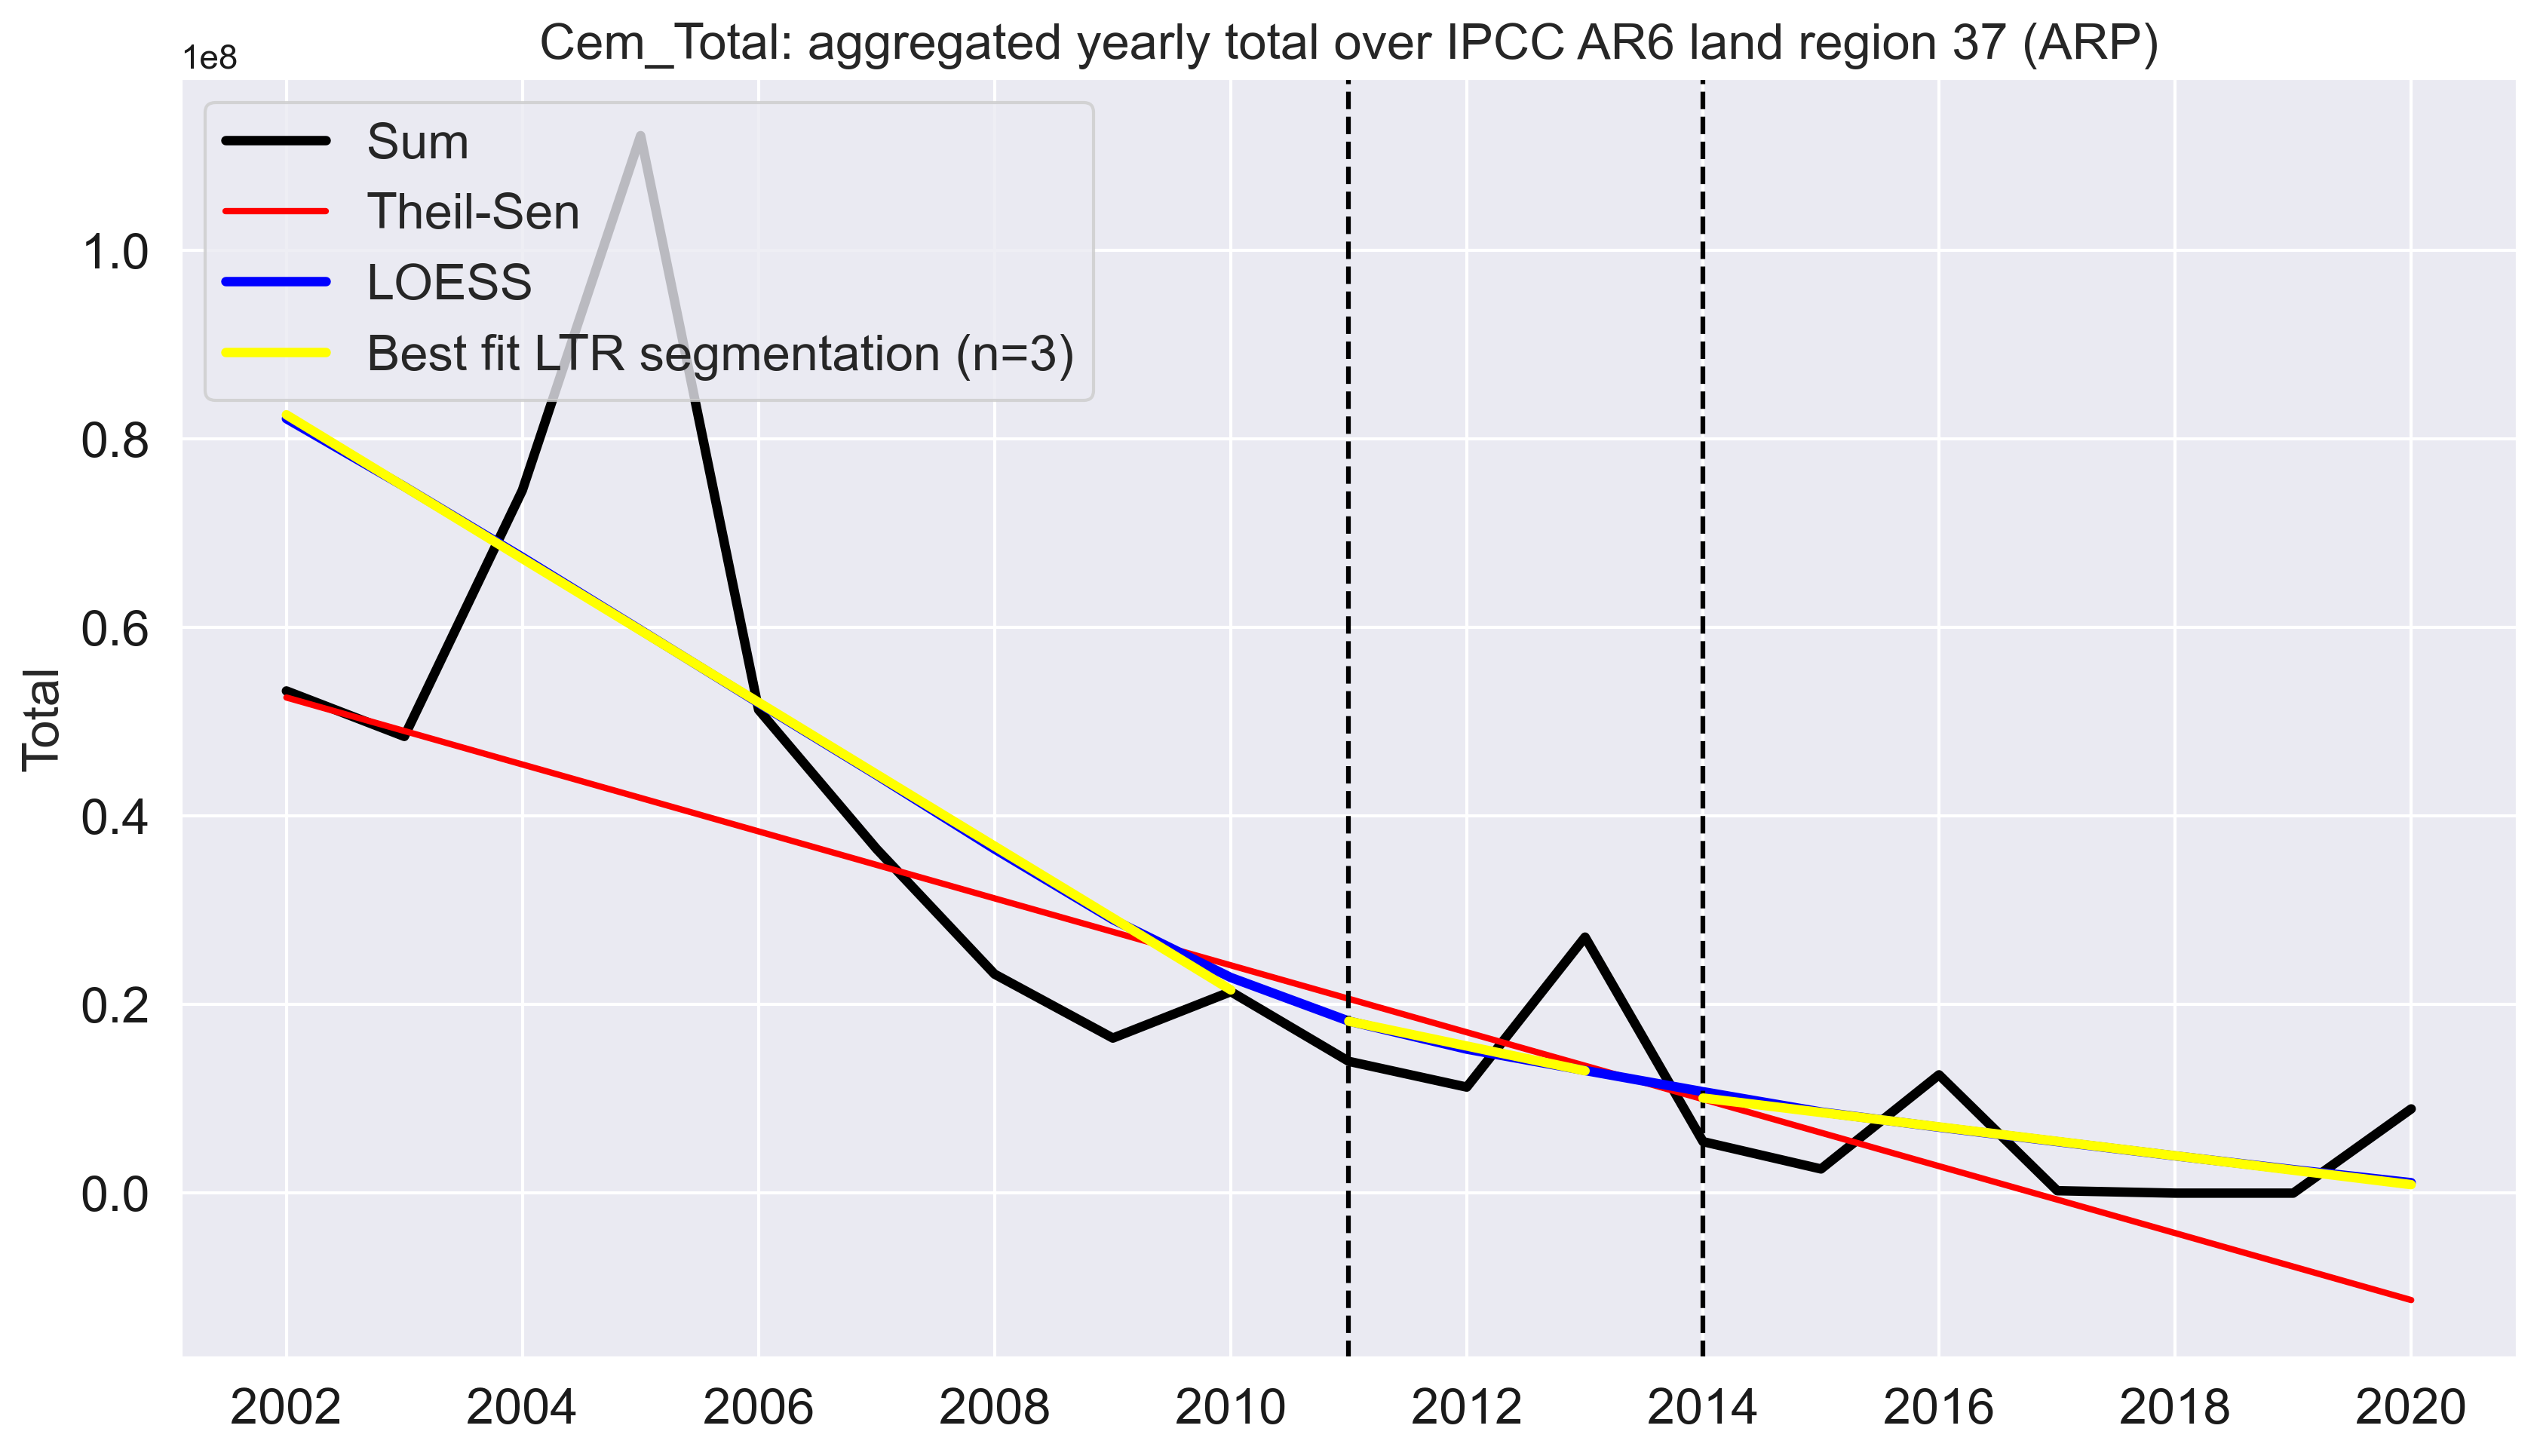 Cem_Total: aggregated yearly total over IPCC AR6 land region 37 (ARP)
1e8
Sum
Theil-Sen
LOESS
Best fit LTR segmentation (n=3)
1.0
0.8
0.6
0.4
0.2
0.0
Total
2002 2004 2006 2008 2010 2012 2014 2016 2018 2020